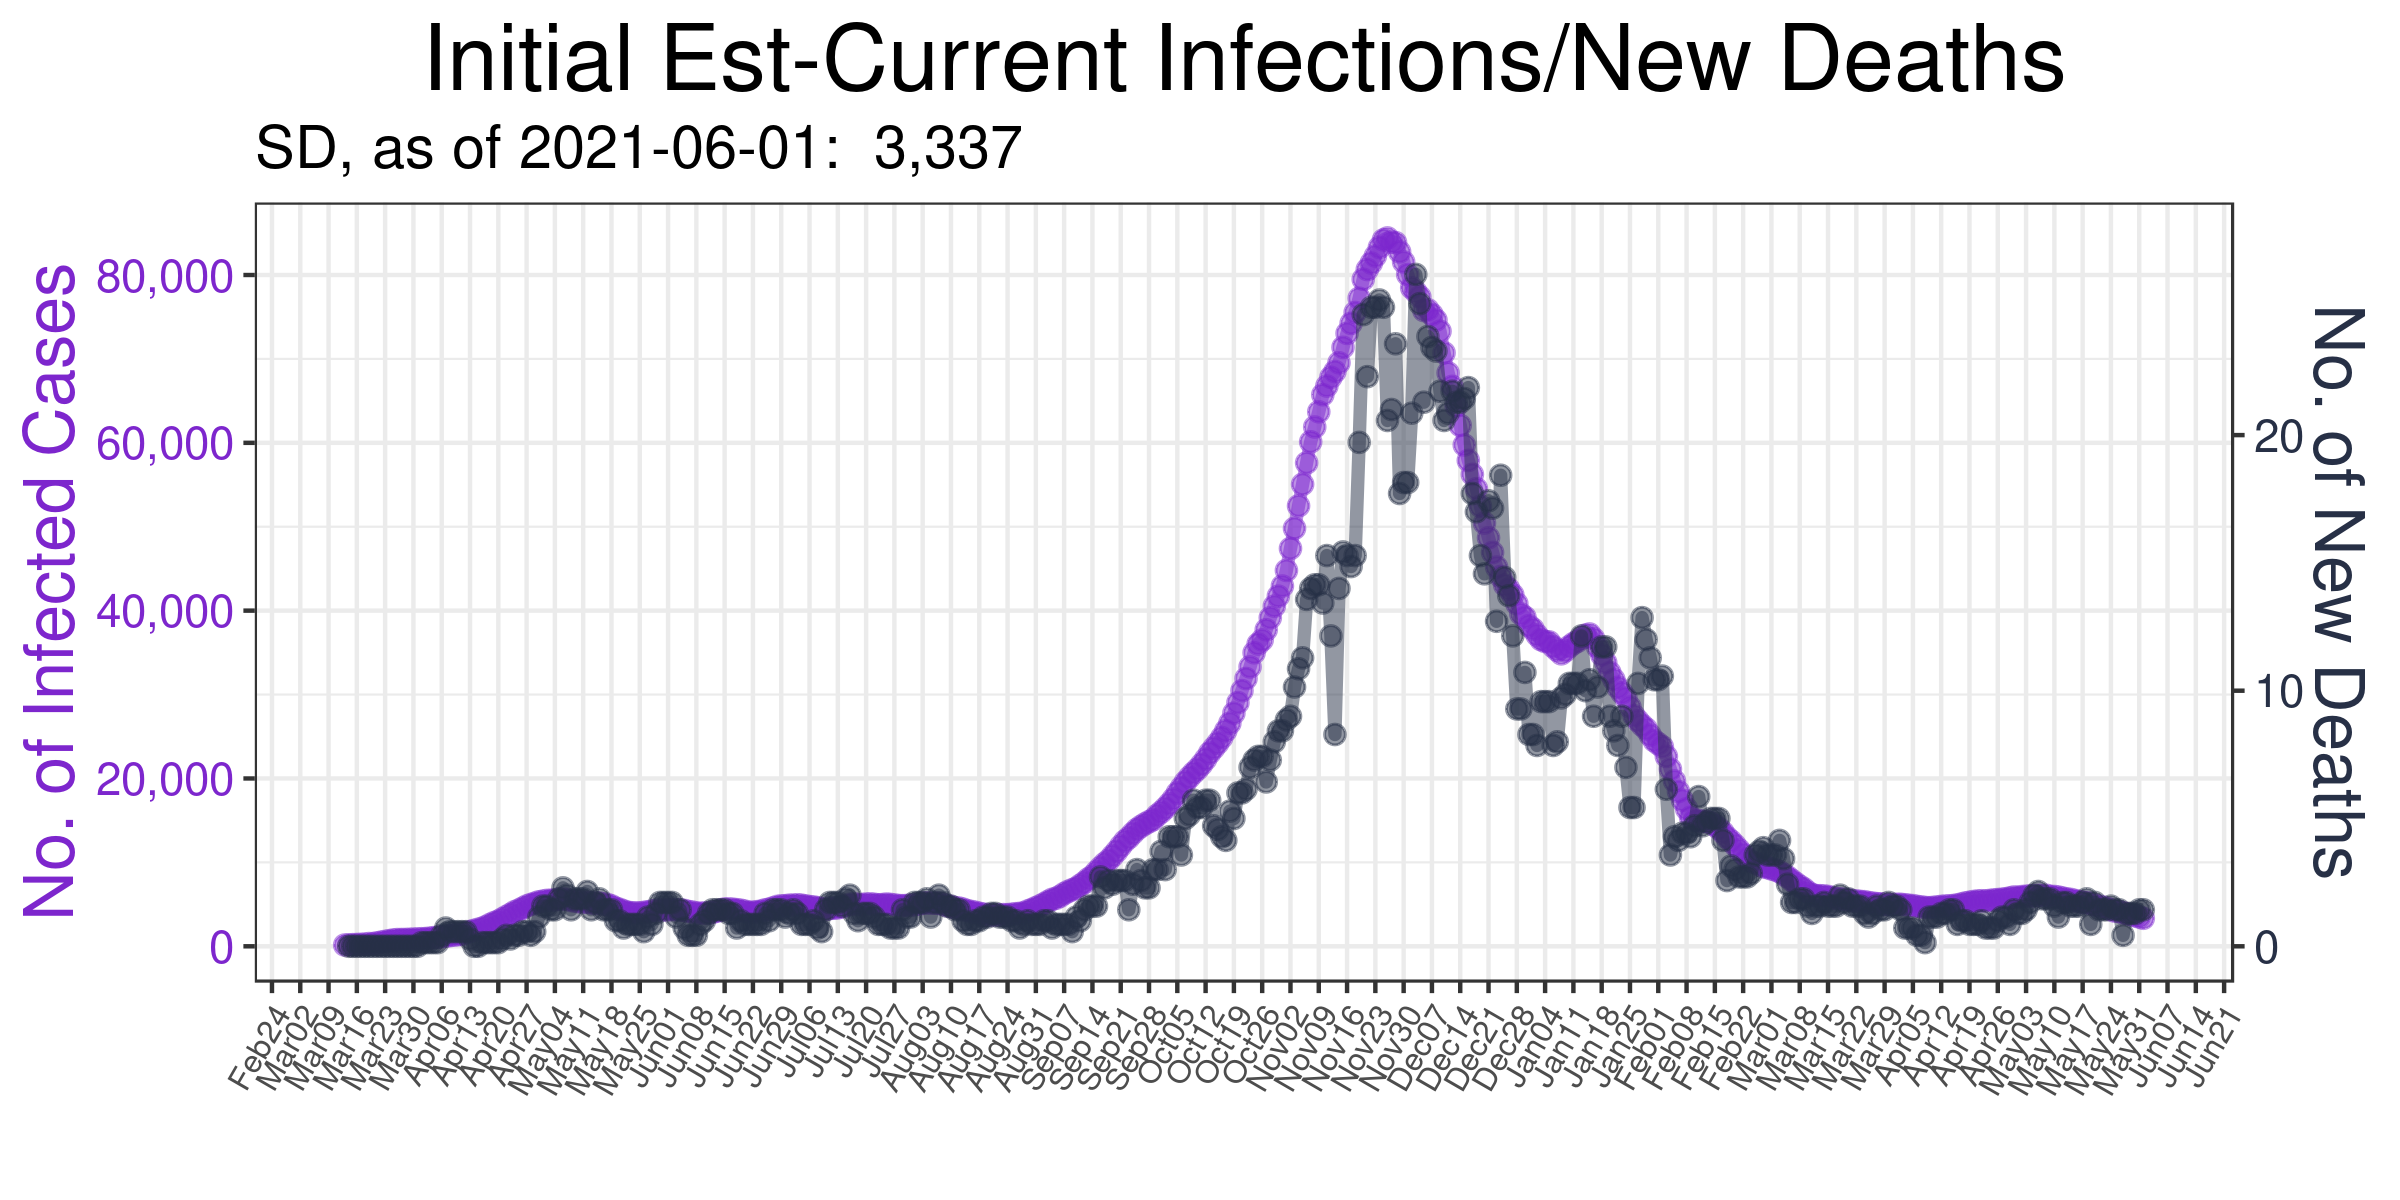 Initial Est-Current Infections/New Deaths
SD, as of 2021-06-01:  3,337
No. of Infected Cases
80,000
60,000
40,000
20,000
0
No. of New Deaths
20
10
0
Feb24
Mar02
Mar09
Mar16
Mar23
Mar30
Apr06
Apr13
Apr20
Apr27
May04
May11
May18
May25
Jun01
Jun08
Jun15
Jun22
Jun29
Jul06
Jul13
Jul20
Jul27
Aug03
Aug10
Aug17
Aug24
Aug31
Sep07
Sep14
Sep21
Sep28
Oct05
Oct12
Oct19
Oct26
Nov02
Nov09
Nov16
Nov23
Nov30
Dec07
Dec14
Dec21
Dec28
Jan04
Jan11
Jan18
Jan25
Feb01
Feb08
Feb15
Feb22
Mar01
Mar08
Mar15
Mar22
Mar29
Apr05
Apr12
Apr19
Apr26
May03
May10
May17
May24
May31
Jun07
Jun14
Jun21